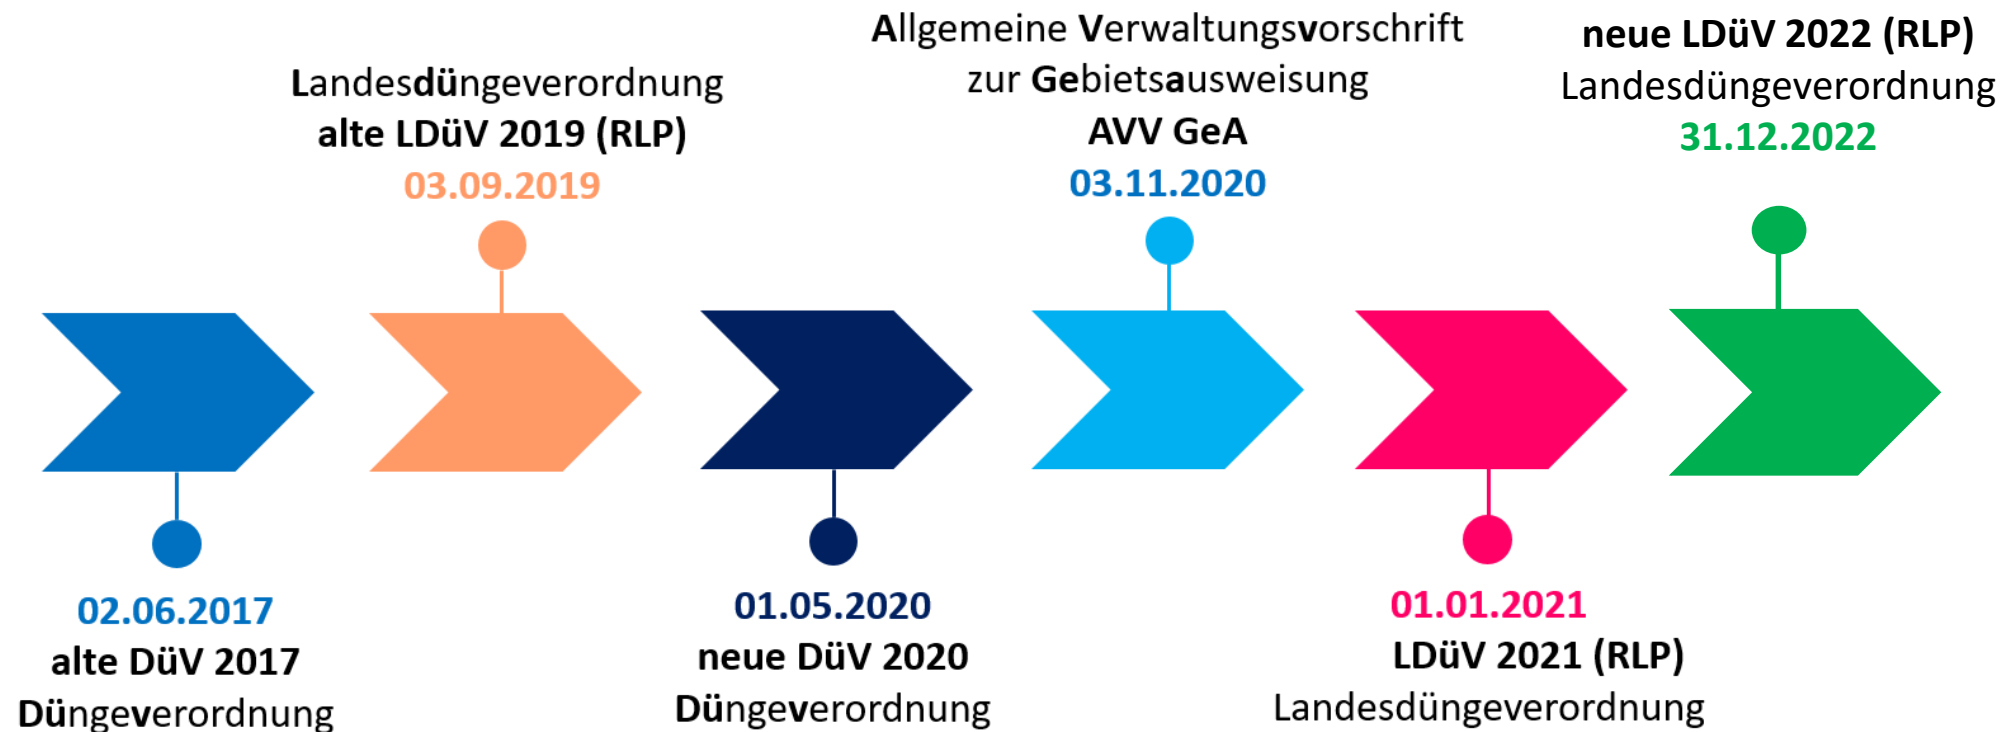 02.06.2017
alte DüV 2017
Düngeverordnung
Landesdüngeverordnung
alte LDüV 2019 (RLP)
03.09.2019
01.05.2020
neue DüV 2020
Düngeverordnung
Allgemeine Verwaltungsvorschrift
zur Gebietsausweisung
AVV GeA
03.11.2020
01.01.2021
LDüV 2021 (RLP)
Landesdüngeverordnung
neue LDüV 2022 (RLP)
Landesdüngeverordnung
31.12.2022